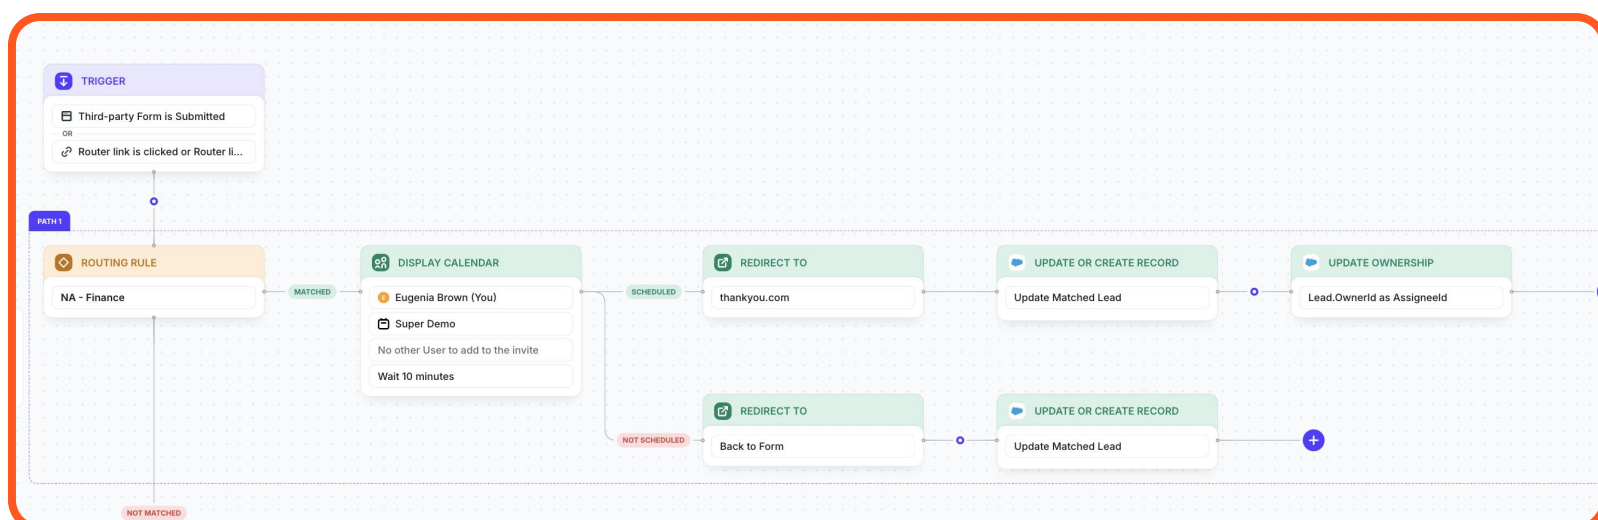 TRIGGER
Third-party Form is Submitted
OR
Router link is clicked or Router li...
PATH 1
ROUTING RULE
NA - Finance
MATCHED
DISPLAY CALENDAR
Eugenia Brown (You)
Super Demo
No other User to add to the invite
Wait 10 minutes
SCHEDULED
REDIRECT TO
thankyou.com
UPDATE OR CREATE RECORD
Update Matched Lead
UPDATE OWNERSHIP
Lead.OwnerId as AssigneeId
NOT SCHEDULED
REDIRECT TO
Back to Form
UPDATE OR CREATE RECORD
Update Matched Lead
NOT MATCHED